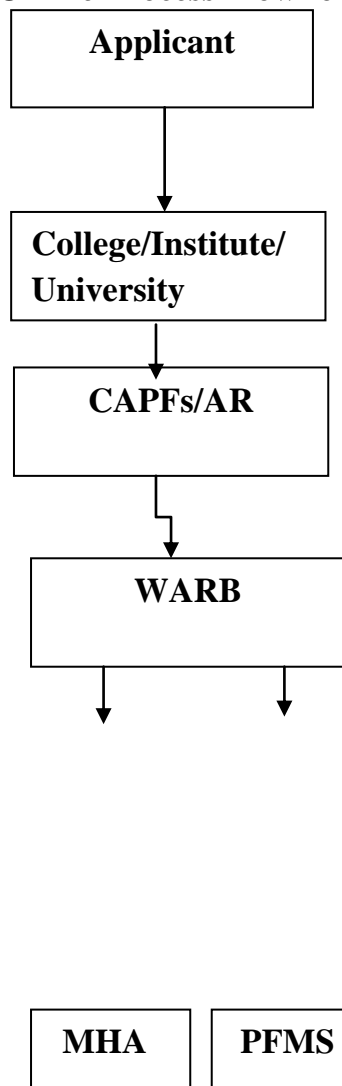 Applicant
College/Institute/
University
CAPFs/AR
WARB
MHA PFMS